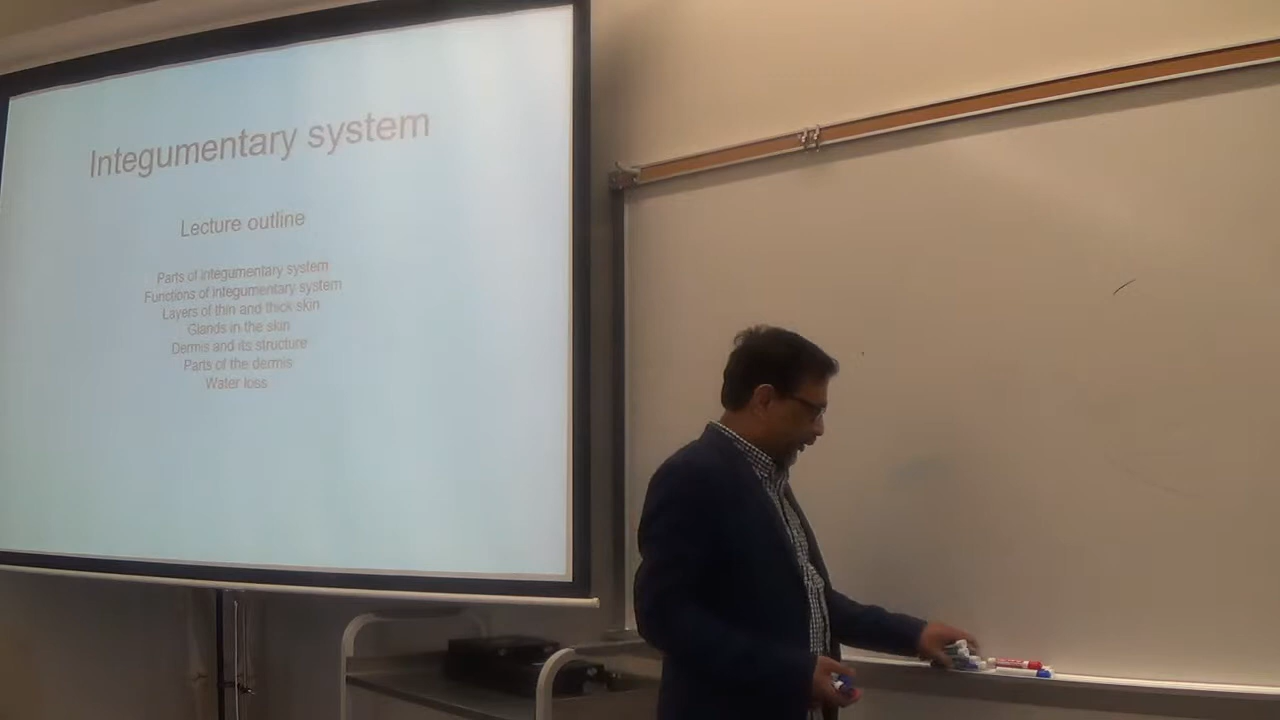 Integumentary system
Lecture outline
Parts of integumentary system
Functions of integumentary system
Layers of thin and thick skin
Glands in the skin
Dermis and its structure
Parts of the dermis
Water loss